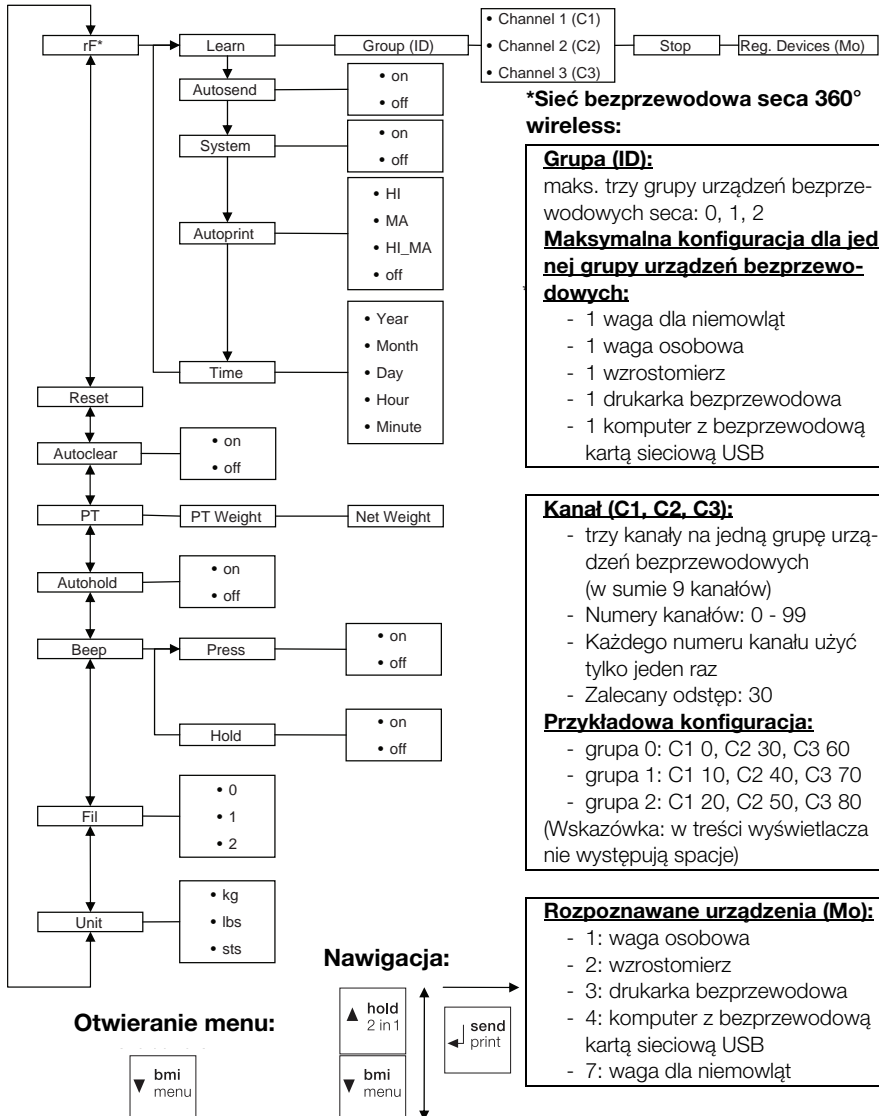 rF*
Learn
Group (ID)
• Channel 1 (C1)
• Channel 2 (C2)
• Channel 3 (C3)
Stop
Reg. Devices (Mo)
Autosend
• on
• off
System
• on
• off
Autoprint
• HI
• MA
• HI_MA
• off
Time
• Year
• Month
• Day
• Hour
• Minute
Reset
Autoclear
• on
• off
PT
PT Weight
Net Weight
Autohold
• on
• off
Beep
Press
• on
• off
Hold
• on
• off
Fil
• 0
• 1
• 2
Unit
• kg
• lbs
• sts
*Sieć bezprzewodowa seca 360°
wireless:
Grupa (ID):
maks. trzy grupy urządzeń bezprze-
wodowych seca: 0, 1, 2
Maksymalna konfiguracja dla jed
nej grupy urządzeń bezprzewo-
dowych:
- 1 waga dla niemowląt
- 1 waga osobowa
- 1 wzrostomierz
- 1 drukarka bezprzewodowa
- 1 komputer z bezprzewodową
kartą sieciową USB
Kanał (C1, C2, C3):
- trzy kanały na jedną grupę urzą-
dzeń bezprzewodowych
(w sumie 9 kanałów)
- Numery kanałów: 0 - 99
- Każdego numeru kanału użyć
tylko jeden raz
- Zalecany odstęp: 30
Przykładowa konfiguracja:
- grupa 0: C1 0, C2 30, C3 60
- grupa 1: C1 10, C2 40, C3 70
- grupa 2: C1 20, C2 50, C3 80
(Wskazówka: w treści wyświetlacza
nie występują spacje)
Rozpoznawane urządzenia (Mo):
- 1: waga osobowa
- 2: wzrostomierz
- 3: drukarka bezprzewodowa
- 4: komputer z bezprzewodową
kartą sieciową USB
- 7: waga dla niemowląt
Otwieranie menu:
bmi
menu
Nawigacja:
hold
2 in 1
bmi
menu
send
print